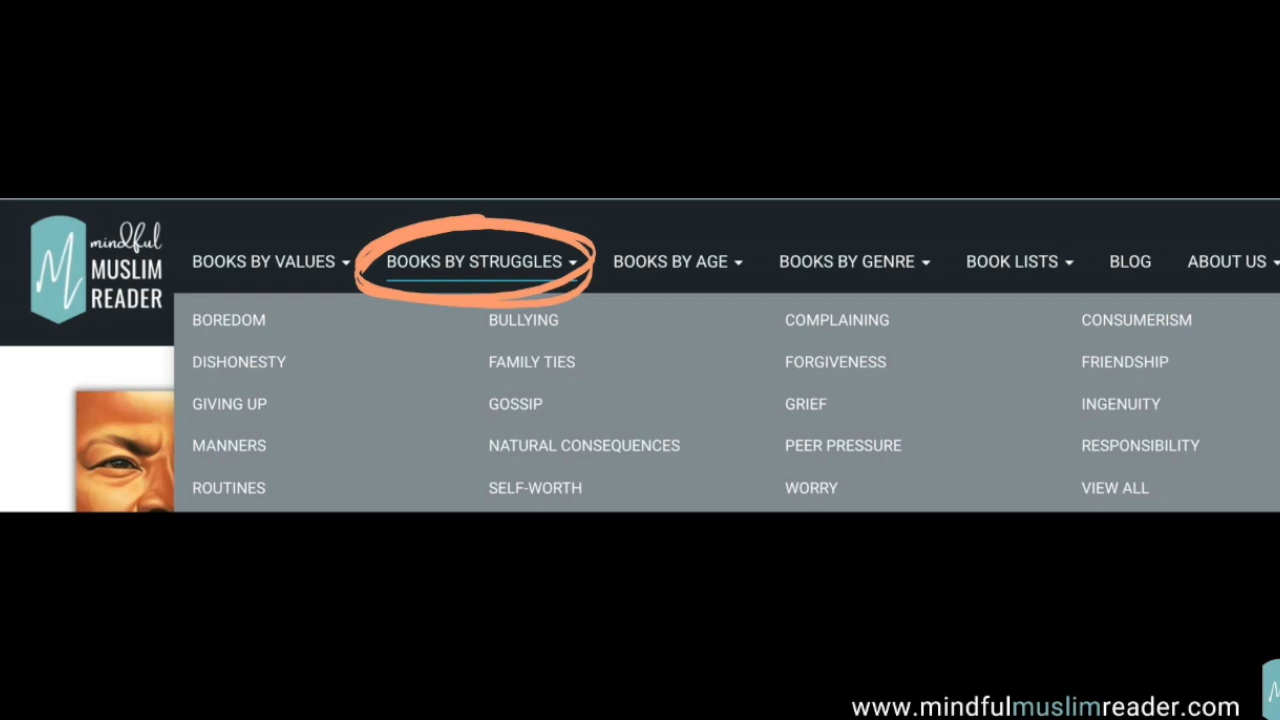 mindful
MUSLIM
READER
BOOKS BY VALUES BOOKS BY STRUGGLES BOOKS BY AGE BOOKS BY GENRE BOOK LISTS BLOG ABOUT US
BOREDOM BULLYING COMPLAINING CONSUMERISM
DISHONESTY FAMILY TIES FORGIVENESS FRIENDSHIP
GIVING UP GOSSIP GRIEF INGENUITY
MANNERS NATURAL CONSEQUENCES PEER PRESSURE RESPONSIBILITY
ROUTINES SELF-WORTH WORRY VIEW ALL
www.mindfulmuslimreader.com